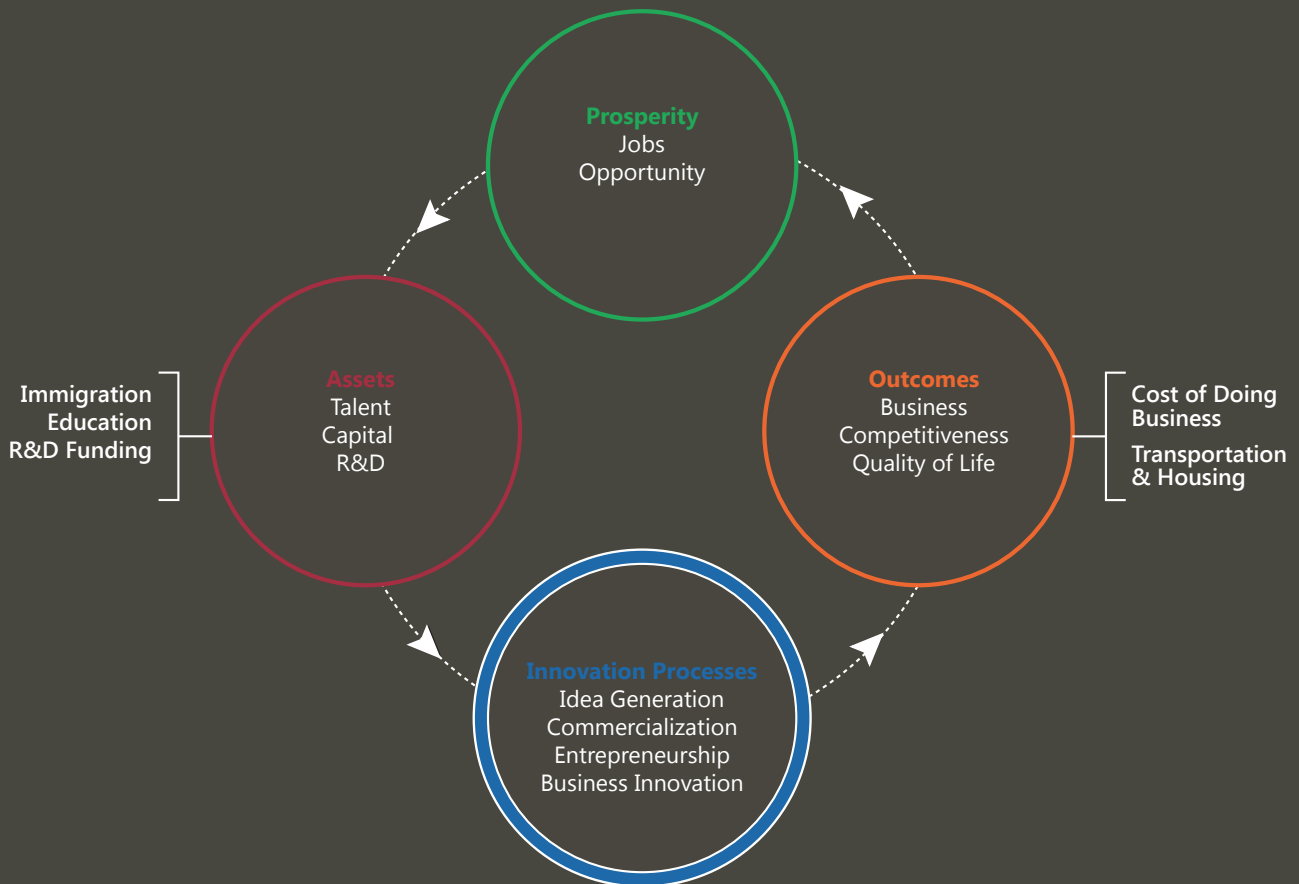 Prosperity
Jobs
Opportunity
Immigration
Education
R&D Funding
Assets
Talent
Capital
R&D
Outcomes
Business
Competitiveness
Quality of Life
Cost of Doing
Business
Transportation
& Housing
Innovation Processes
Idea Generation
Commercialization
Entrepreneurship
Business Innovation